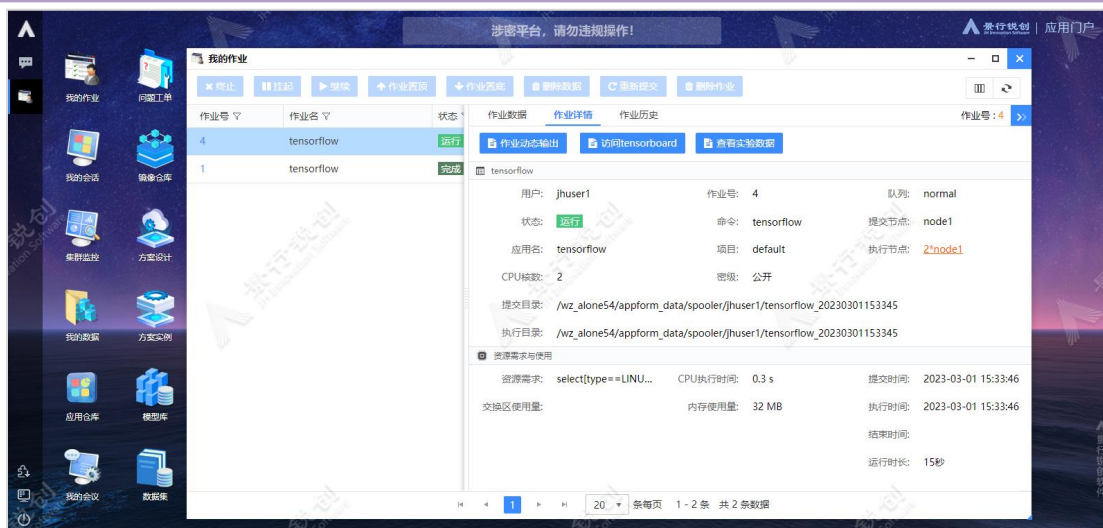 涉密平台，请勿违规操作！
景行锐创 | 应用门户
JH Innovation Software
我的作业
问题工单
我的会话
镜像仓库
集群监控
方案设计
我的数据
方案实例
应用仓库
模型库
我的会议
数据集
我的作业
终止 挂起 继续 作业置顶 作业置底 删除数据 重新提交 删除作业
作业号 作业名 状态
4 tensorflow 运行
1 tensorflow 完成
作业数据 作业详情 作业历史 作业号：4
作业动态输出 访问tensorboard 查看实验数据
tensorflow
用户: jhuser1 作业号: 4 队列: normal
状态: 运行 命令: tensorflow 提交节点: node1
应用名: tensorflow 项目: default 执行节点: 2*node1
CPU核数: 2 密级: 公开
提交目录: /wz_alone54/appform_data/spooler/jhuser1/tensorflow_20230301153345
执行目录: /wz_alone54/appform_data/spooler/jhuser1/tensorflow_20230301153345
资源需求与使用
资源需求: select[type==LINU... CPU执行时间: 0.3 s 提交时间: 2023-03-01 15:33:46
交换区使用量: 内存使用量: 32 MB 执行时间: 2023-03-01 15:33:46
结束时间:
运行时长: 15秒
1 20 条每页 1 - 2 条 共 2 条数据